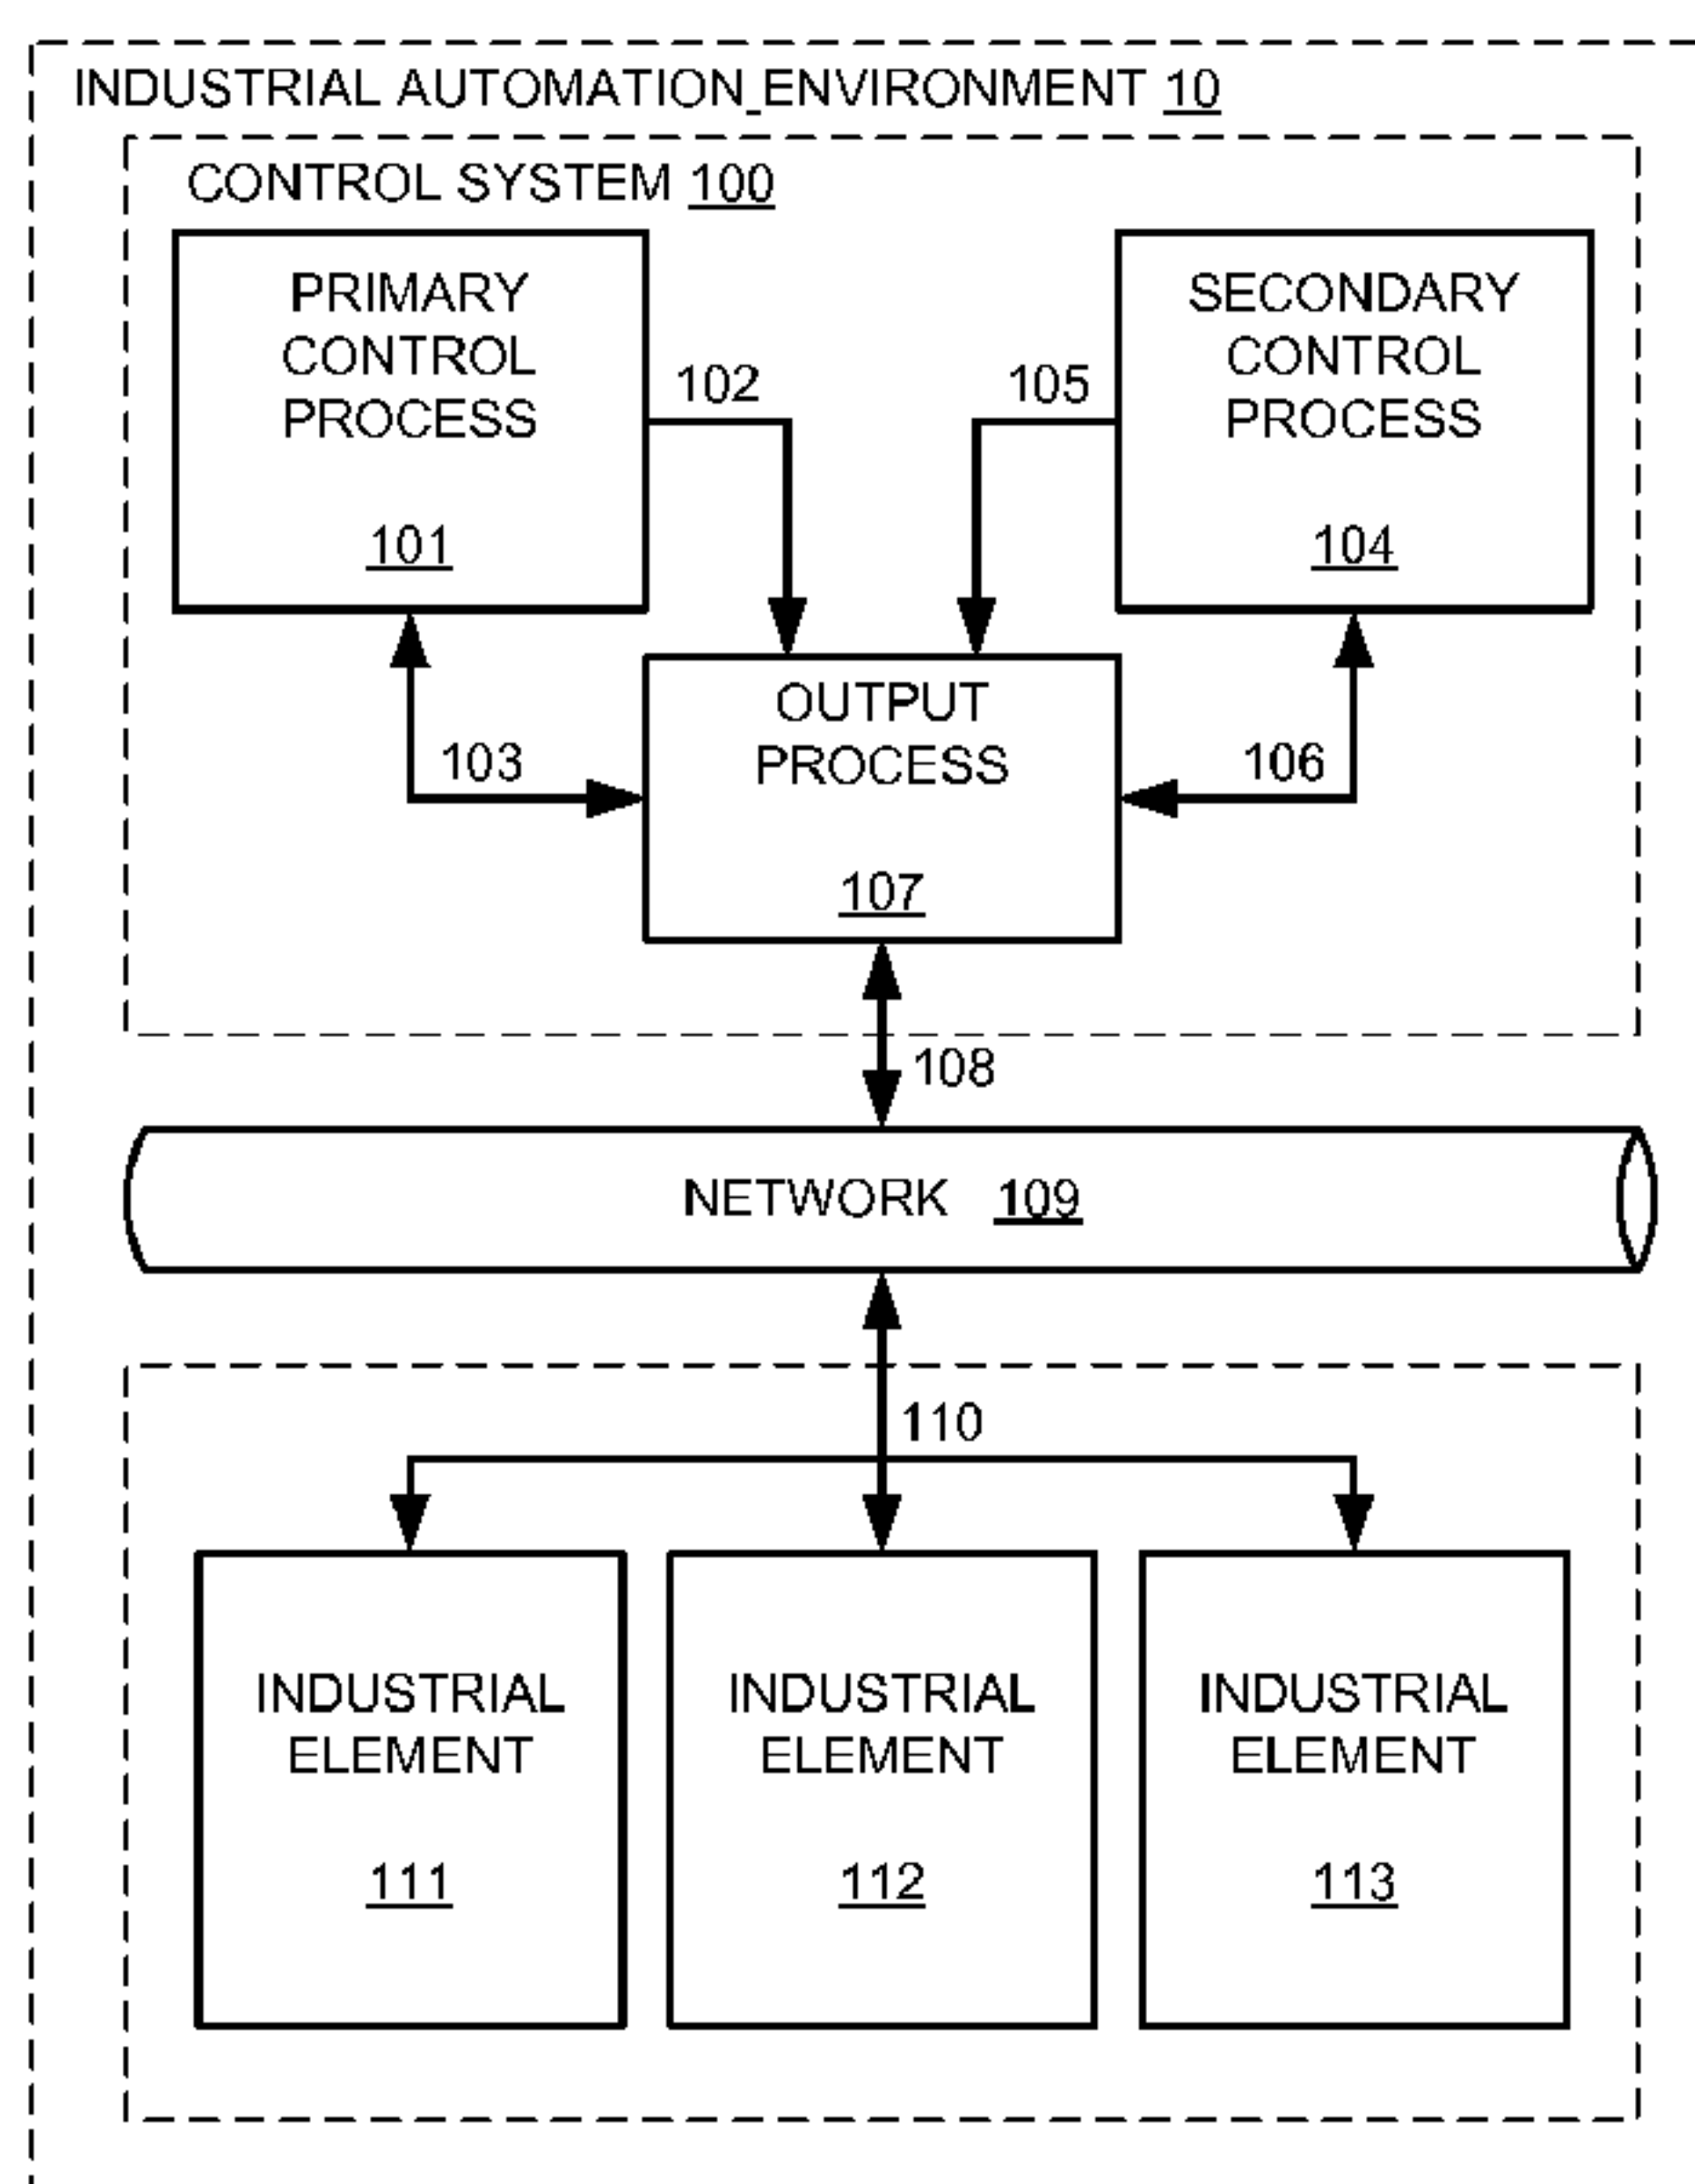 INDUSTRIAL AUTOMATION_ENVIRONMENT 10
CONTROL SYSTEM 100
PRIMARY
CONTROL
PROCESS
101
102
105
SECONDARY
CONTROL
PROCESS
104
103
OUTPUT
PROCESS
107
106
108
NETWORK 109
110
INDUSTRIAL
ELEMENT
111
INDUSTRIAL
ELEMENT
112
INDUSTRIAL
ELEMENT
113